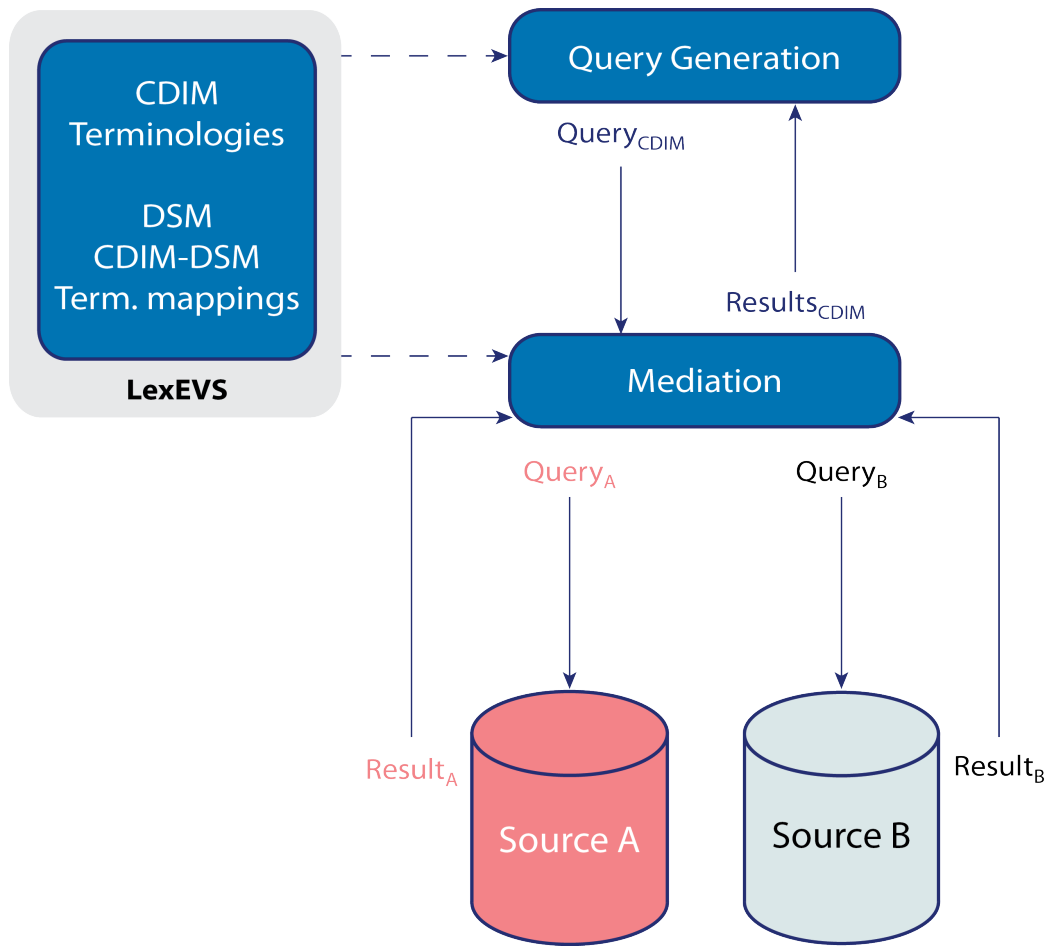 CDIM
Terminologies
DSM
CDIM-DSM
Term. mappings
LexEVS
Query Generation
QueryCDIM
ResultsCDIM
Mediation
QueryA
QueryB
ResultA
ResultB
Source A
Source B